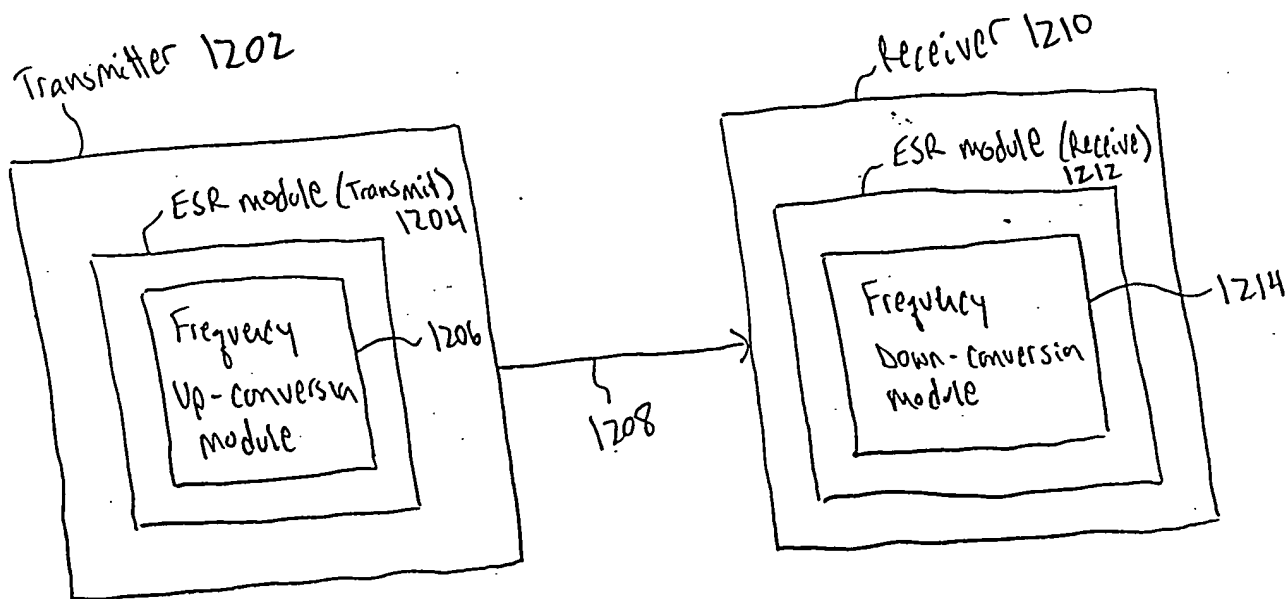 Transmitter 1202
ESR module (Transmit)
1204
Frequency
Up-conversion
module
1206
1208
Receiver 1210
ESR module (Receive)
1212
Frequency
Down-conversion
module
1214